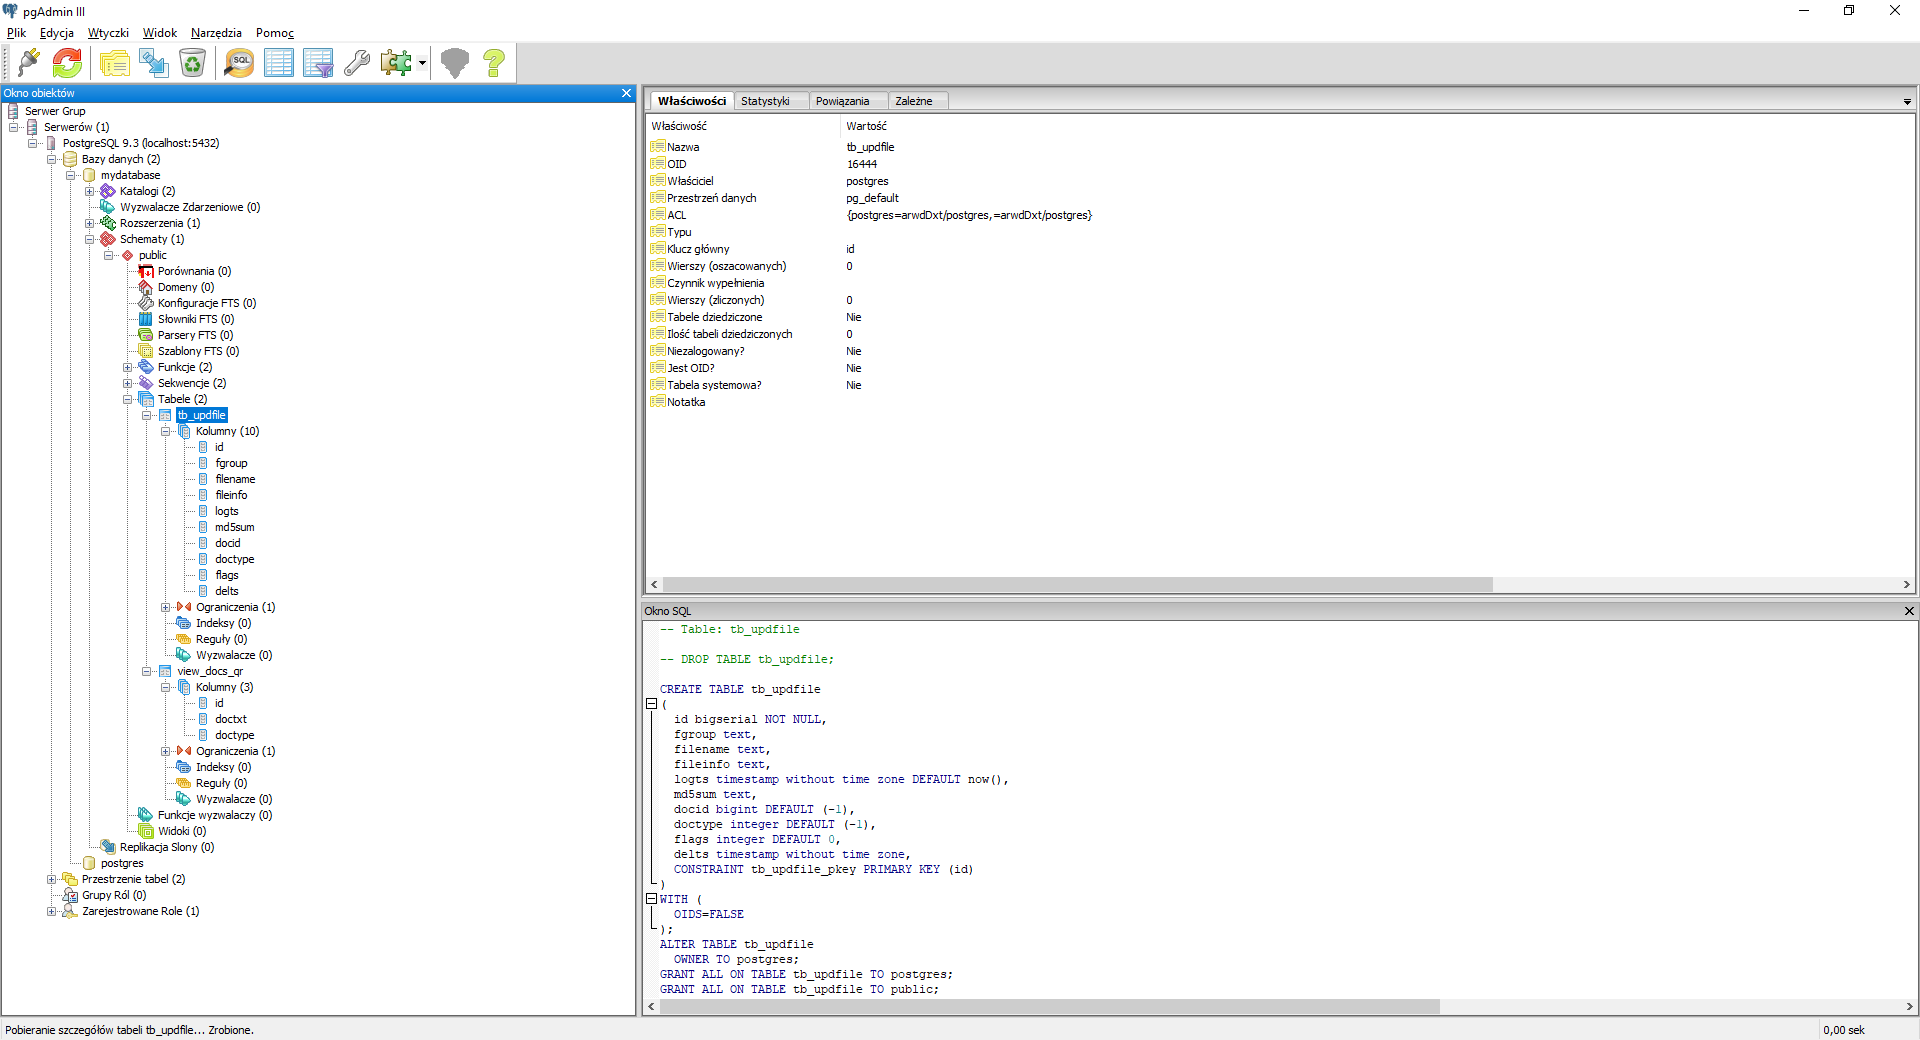 pgAdmin III
Plik Edycja Wtyczki Widok Narzędzia Pomoc
SQL
Okno obiektów
Serwer Grup
Serwerów (1)
PostgreSQL 9.3 (localhost:5432)
Bazy danych (2)
mydatabase
Katalogi (2)
Wyzwalacze Zdarzeniowe (0)
Rozszerzenia (1)
Schematy (1)
public
Porównania (0)
Domeny (0)
Konfiguracje FTS (0)
Słowniki FTS (0)
Parsery FTS (0)
Szablony FTS (0)
Funkcje (2)
Sekwencje (2)
Tabele (2)
tb_updfile
Kolumny (10)
id
fgroup
filename
fileinfo
logts
md5sum
docid
doctype
flags
delts
Ograniczenia (1)
Indeksy (0)
Reguły (0)
Wyzwalacze (0)
view_docs_qr
Kolumny (3)
id
doctxt
doctype
Ograniczenia (1)
Indeksy (0)
Reguły (0)
Wyzwalacze (0)
Funkcje wyzwalaczy (0)
Widoki (0)
Replikacja Slony (0)
postgres
Przestrzenie tabel (2)
Grupy Ról (0)
Zarejestrowane Role (1)
Właściwości Statystyki Powiązania Zależne
Właściwość Wartość
Nazwa tb_updfile
OID 16444
Właściciel postgres
Przestrzeń danych pg_default
ACL {postgres=arwdDxt/postgres,=arwdDxt/postgres}
Typu
Klucz główny id
Wierszy (oszacowanych) 0
Czynnik wypełnienia
Wierszy (zliczonych) 0
Tabele dziedziczone Nie
Ilość tabeli dziedziczonych 0
Niezalogowany? Nie
Jest OID? Nie
Tabela systemowa? Nie
Notatka
Okno SQL
-- Table: tb_updfile
-- DROP TABLE tb_updfile;
CREATE TABLE tb_updfile
(
id bigserial NOT NULL,
fgroup text,
filename text,
fileinfo text,
logts timestamp without time zone DEFAULT now(),
md5sum text,
docid bigint DEFAULT (-1),
doctype integer DEFAULT (-1),
flags integer DEFAULT 0,
delts timestamp without time zone,
CONSTRAINT tb_updfile_pkey PRIMARY KEY (id)
)
WITH (
OIDS=FALSE
);
ALTER TABLE tb_updfile
OWNER TO postgres;
GRANT ALL ON TABLE tb_updfile TO postgres;
GRANT ALL ON TABLE tb_updfile TO public;
Pobieranie szczegółów tabeli tb_updfile... Zrobione. 0,00 sek